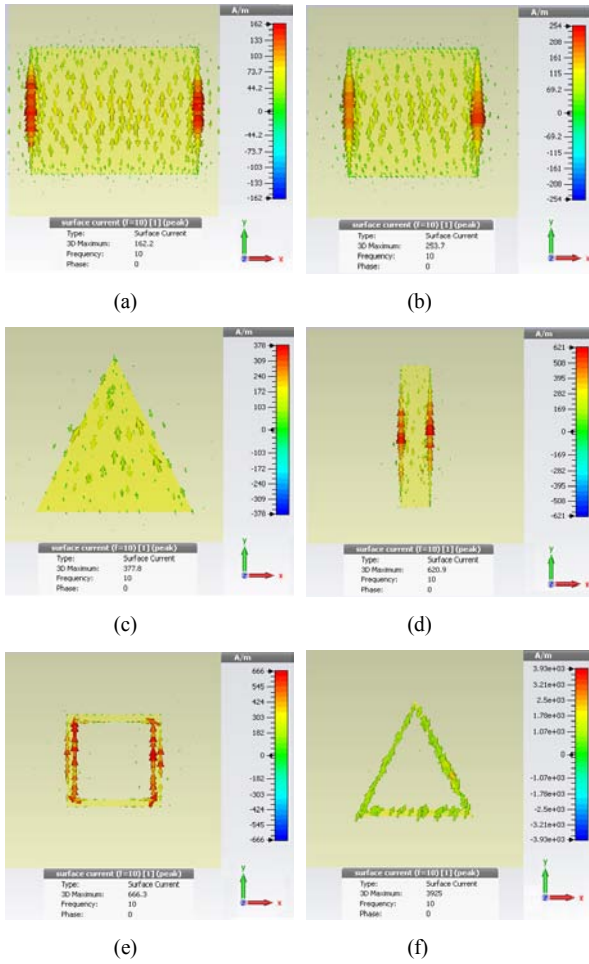 A/m
162
133
103
73.7
44.2
0
-44.2
-75.7
-103
-133
-162
surface current (f=10) [1] (peak)
Type: Surface Current
3D Maximum: 162.2
Frequency: 10
Phase: 0
y
z
x
(a)
A/m
254
208
162
115
69.2
0
-69.2
-115
-162
-208
-254
surface current (f=10) [1] (peak)
Type: Surface Current
3D Maximum: 253.7
Frequency: 10
Phase: 0
y
z
x
(b)
A/m
378
309
240
172
103
0
-103
-172
-240
-309
-378
surface current (f=10) [1] (peak)
Type: Surface Current
3D Maximum: 377.8
Frequency: 10
Phase: 0
y
z
x
(c)
A/m
621
508
395
282
169
0
-169
-282
-395
-508
-621
surface current (f=10) [1] (peak)
Type: Surface Current
3D Maximum: 620.9
Frequency: 10
Phase: 0
y
z
x
(d)
A/m
666
545
424
303
182
0
-182
-303
-424
-545
-666
surface current (f=10) [1] (peak)
Type: Surface Current
3D Maximum: 666.3
Frequency: 10
Phase: 0
y
z
x
(e)
A/m
3.93e+03
3.21e+03
2.5e+03
1.78e+03
1.07e+03
0
-1.07e+03
-1.78e+03
-2.5e+03
-3.21e+03
-3.93e+03
surface current (f=10) [1] (peak)
Type: Surface Current
3D Maximum: 3925
Frequency: 10
Phase: 0
y
z
x
(f)